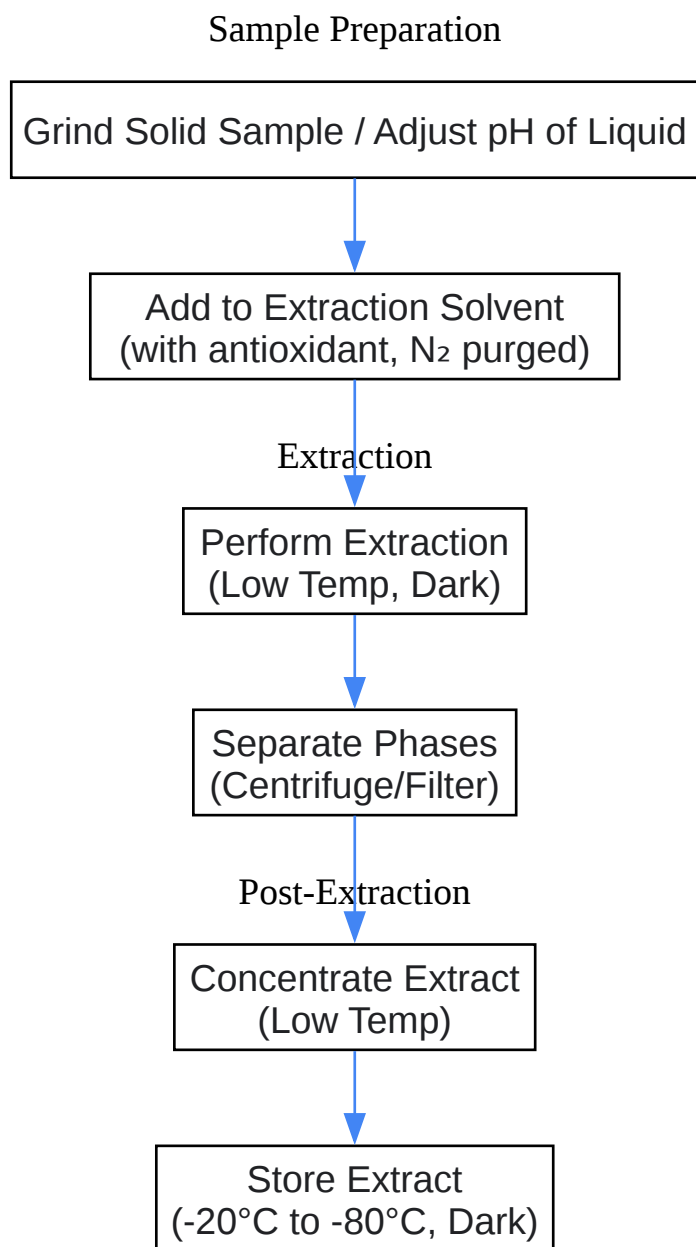 Sample Preparation
Grind Solid Sample / Adjust pH of Liquid
Add to Extraction Solvent
(with antioxidant, N₂ purged)
Extraction
Perform Extraction
(Low Temp, Dark)
Separate Phases
(Centrifuge/Filter)
Post-Extraction
Concentrate Extract
(Low Temp)
Store Extract
(-20°C to -80°C, Dark)